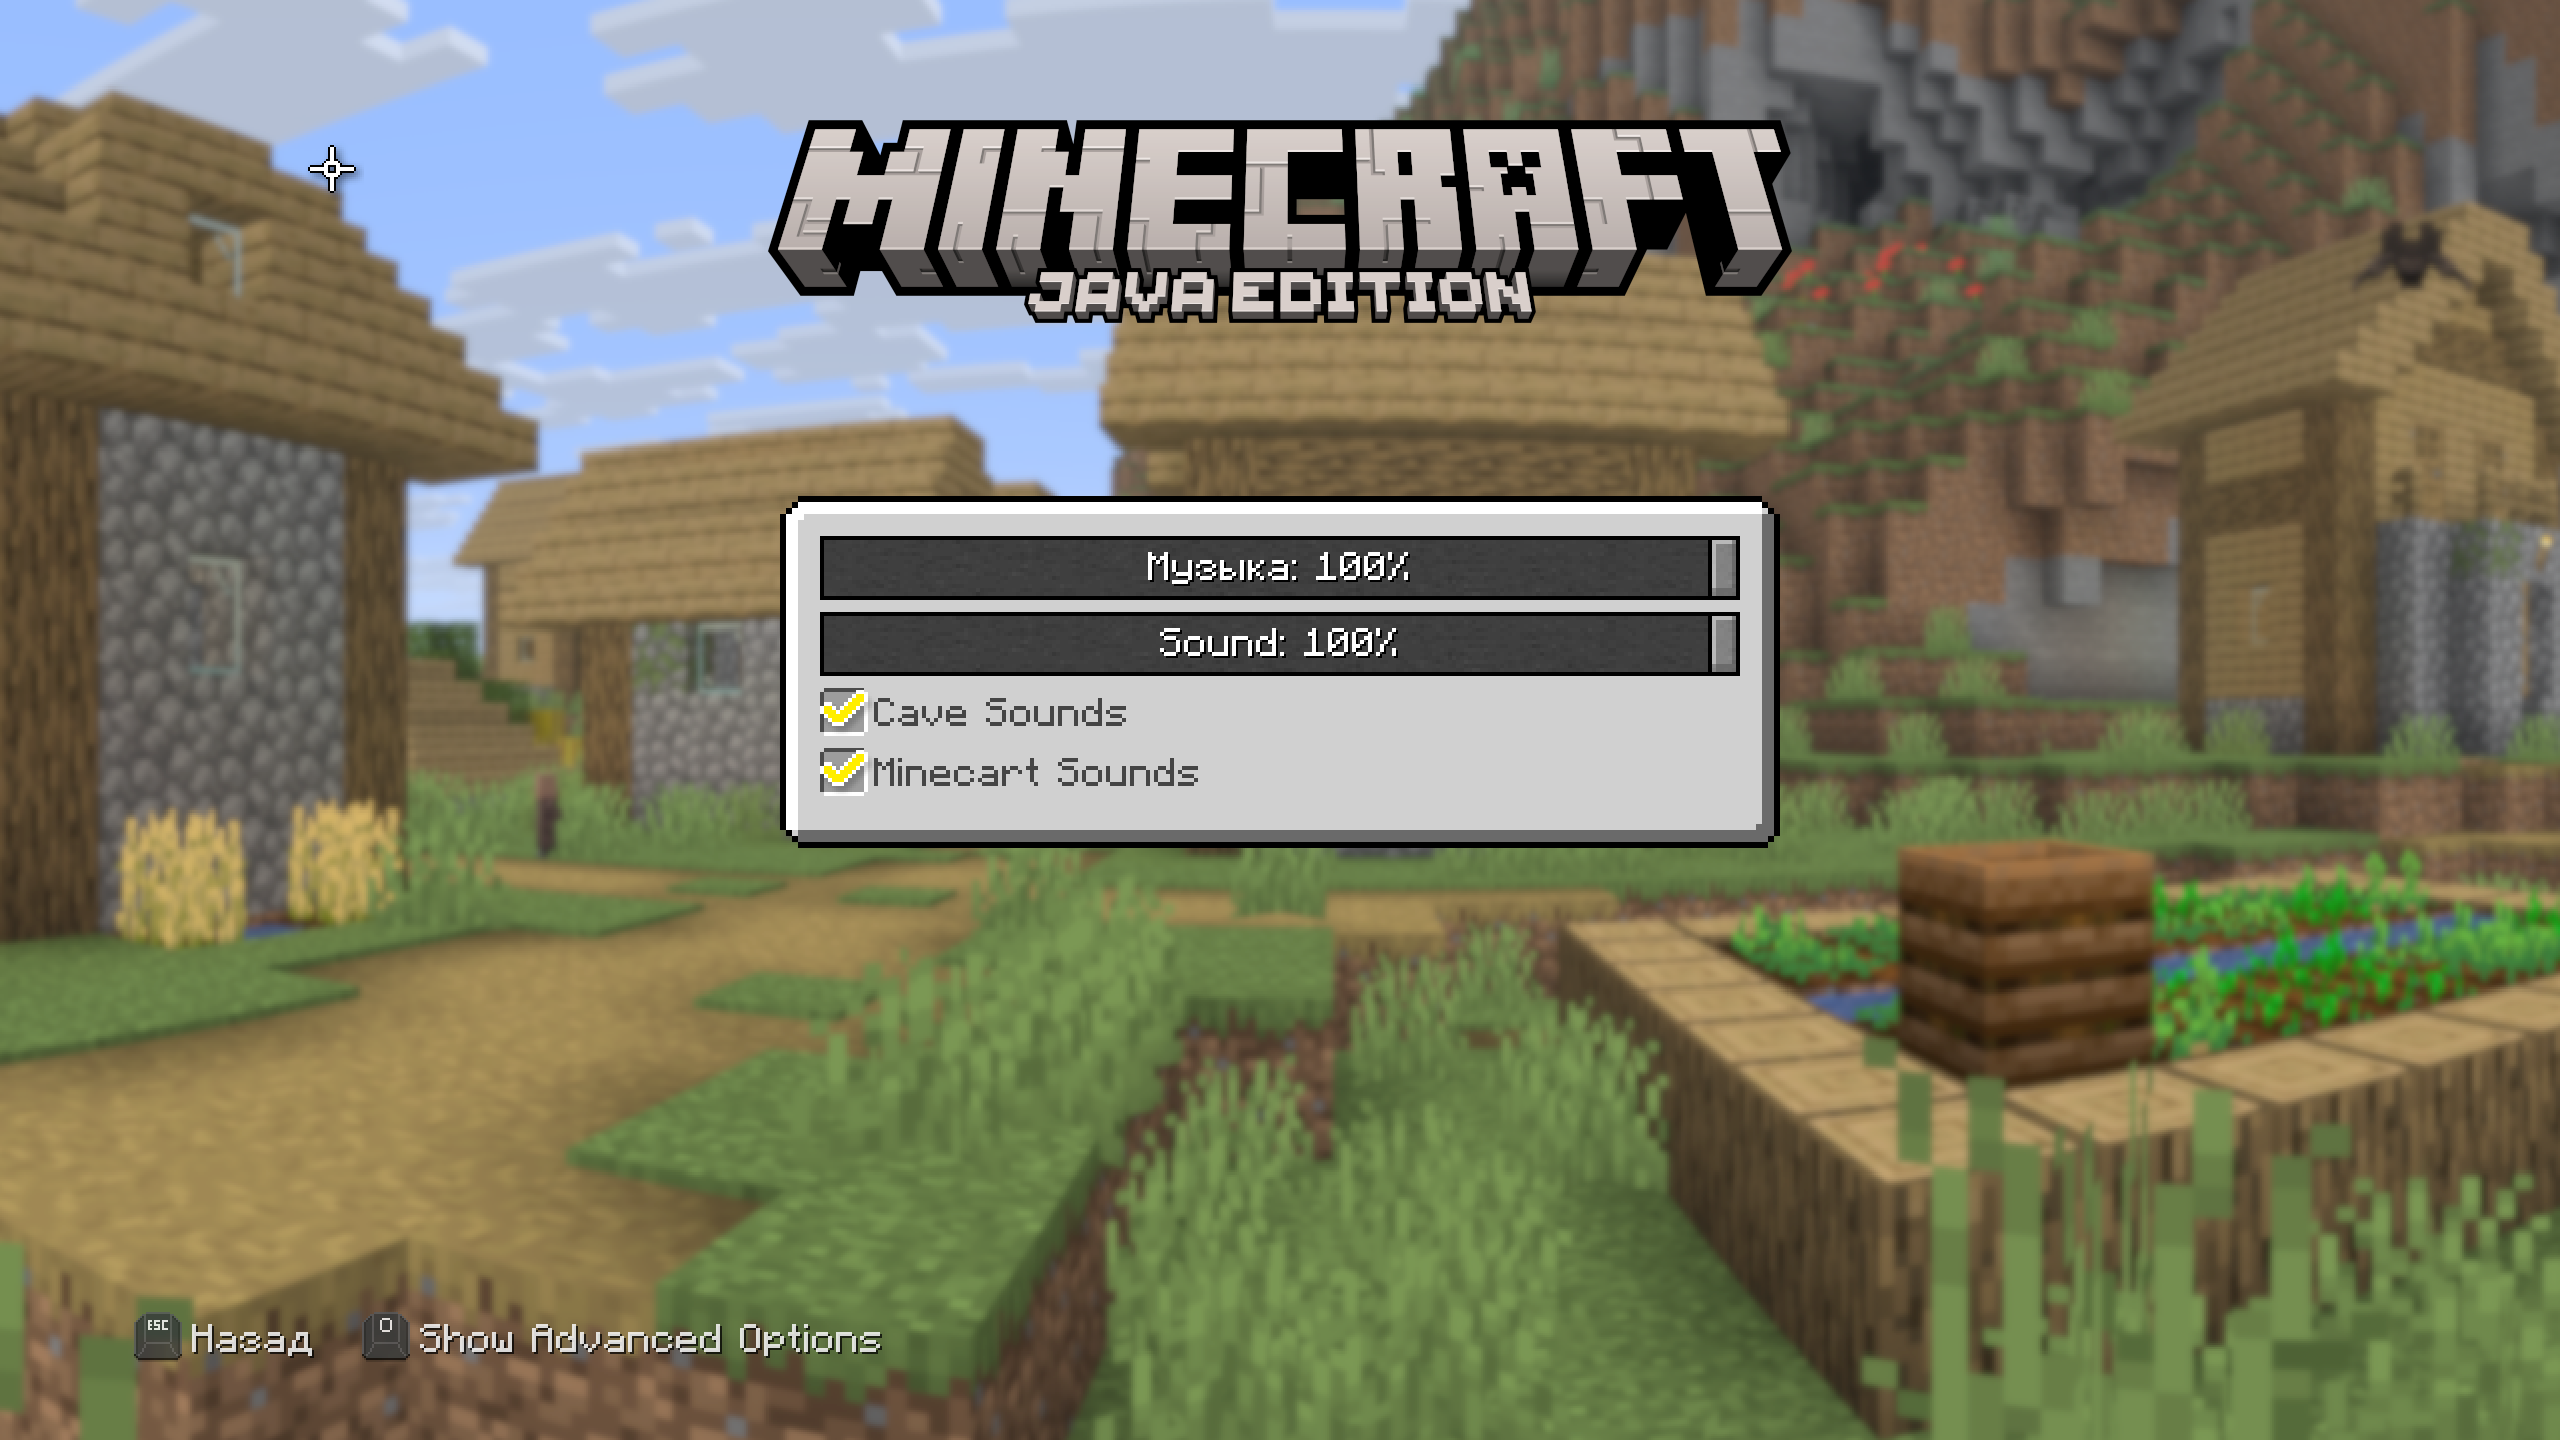 MINECRAFT
JAVA EDITION
Музыка: 100%
Sound: 100%
Cave Sounds
Minecart Sounds
ESC Назад O Show Advanced Options